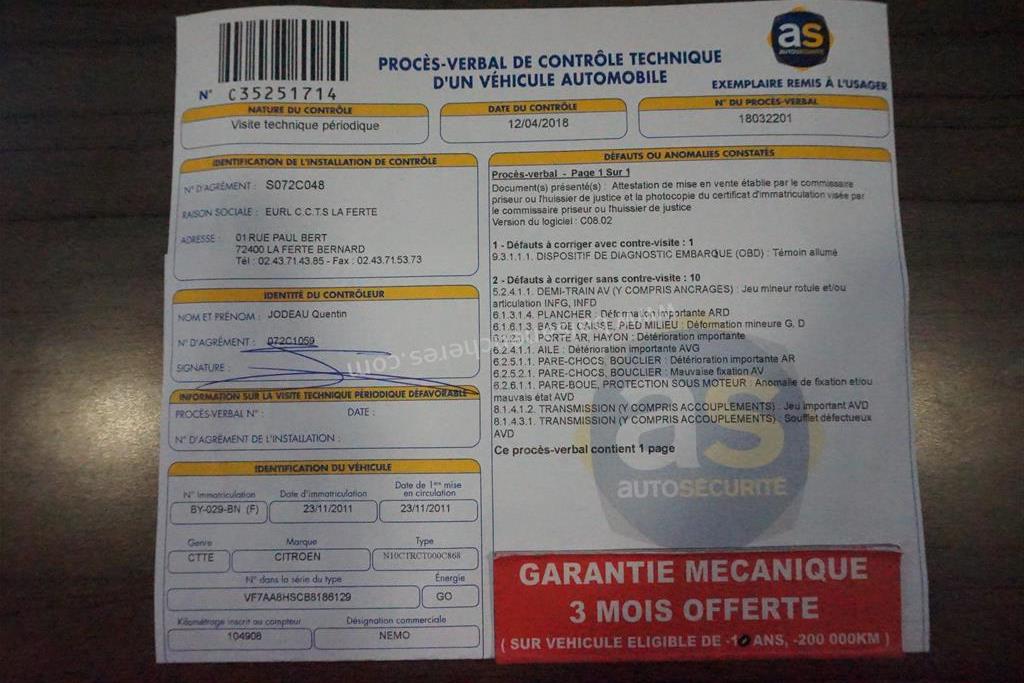 as
AUTOSECURITÉ
PROCÈS-VERBAL DE CONTRÔLE TECHNIQUE
D'UN VÉHICULE AUTOMOBILE
EXEMPLAIRE REMIS À L'USAGER
N° C35251714
NATURE DU CONTRÔLE
Visite technique périodique
DATE DU CONTRÔLE
12/04/2018
N° DU PROCÈS-VERBAL
18032201
IDENTIFICATION DE L'INSTALLATION DE CONTRÔLE
N° D'AGRÉMENT : S072C048
RAISON SOCIALE : EURL C.C.T.S LA FERTE
ADRESSE : 01 RUE PAUL BERT
72400 LA FERTE BERNARD
Tél : 02.43.71.43.85 - Fax : 02.43.71.53.73
IDENTITÉ DU CONTRÔLEUR
NOM ET PRÉNOM : JODEAU Quentin
N° D'AGRÉMENT : 072C1059
SIGNATURE :
INFORMATION SUR LA VISITE TECHNIQUE PÉRIODIQUE DÉFAVORABLE
PROCÈS-VERBAL N° : DATE :
N° D'AGRÉMENT DE L'INSTALLATION :
IDENTIFICATION DU VÉHICULE
N° Immatriculation
BY-029-BN (F)
Date d'immatriculation
23/11/2011
Date de 1ère mise
en circulation
23/11/2011
Genre
CTTE
Marque
CITROEN
Type
N10CTRCT000C868
N° dans la série du type
VF7AA8HSCB8186129
Énergie
GO
Kilométrage inscrit au compteur
104908
Désignation commerciale
NEMO
DÉFAUTS OU ANOMALIES CONSTATÉS
Procès-verbal - Page 1 Sur 1
Document(s) présenté(s) : Attestation de mise en vente établie par le commissaire
priseur ou l'huissier de justice et la photocopie du certificat d'immatriculation visée par
le commissaire priseur ou l'huissier de justice
Version du logiciel : C08.02
1 - Défauts à corriger avec contre-visite : 1
9.3.1.1.1. DISPOSITIF DE DIAGNOSTIC EMBARQUE (OBD) : Témoin allumé
2 - Défauts à corriger sans contre-visite : 10
5.2.4.1.1. DEMI-TRAIN AV (Y COMPRIS ANCRAGES) : Jeu mineur rotule et/ou
articulation INFG, INFD
6.1.3.1.4. PLANCHER : Déformation importante ARD
6.1.6.1.3. BAS DE CAISSE, PIED MILIEU : Déformation mineure G, D
PORTE AR, HAYON : Détérioration importante
6.2.4.1.1. AILE : Détérioration importante AVG
6.2.5.1.1. PARE-CHOCS, BOUCLIER : Détérioration importante AR
6.2.5.2.1. PARE-CHOCS, BOUCLIER : Mauvaise fixation AV
6.2.6.1.1. PARE-BOUE, PROTECTION SOUS MOTEUR : Anomalie de fixation et/ou
mauvais état AVD
8.1.4.1.2. TRANSMISSION (Y COMPRIS ACCOUPLEMENTS) : Jeu important AVD
8.1.4.3.1. TRANSMISSION (Y COMPRIS ACCOUPLEMENTS) : Soufflet défectueux
AVD
Ce procès-verbal contient 1 page
as
AUTOSÉCURITÉ
GARANTIE MECANIQUE
3 MOIS OFFERTE
( SUR VEHICULE ELIGIBLE DE -10 ANS, -200 000KM )